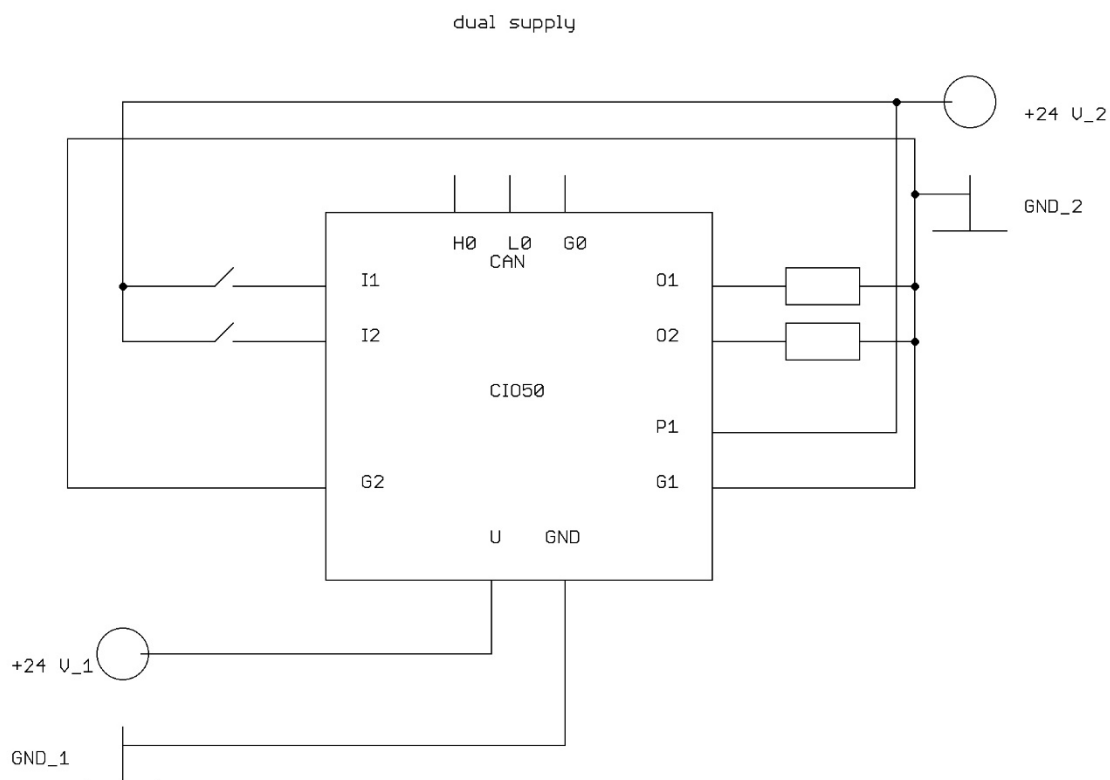 dual supply
+24 V_2
GND_2
H0 L0 G0
CAN
I1 O1
I2 O2
CIO50
P1
G2 G1
U GND
+24 V_1
GND_1